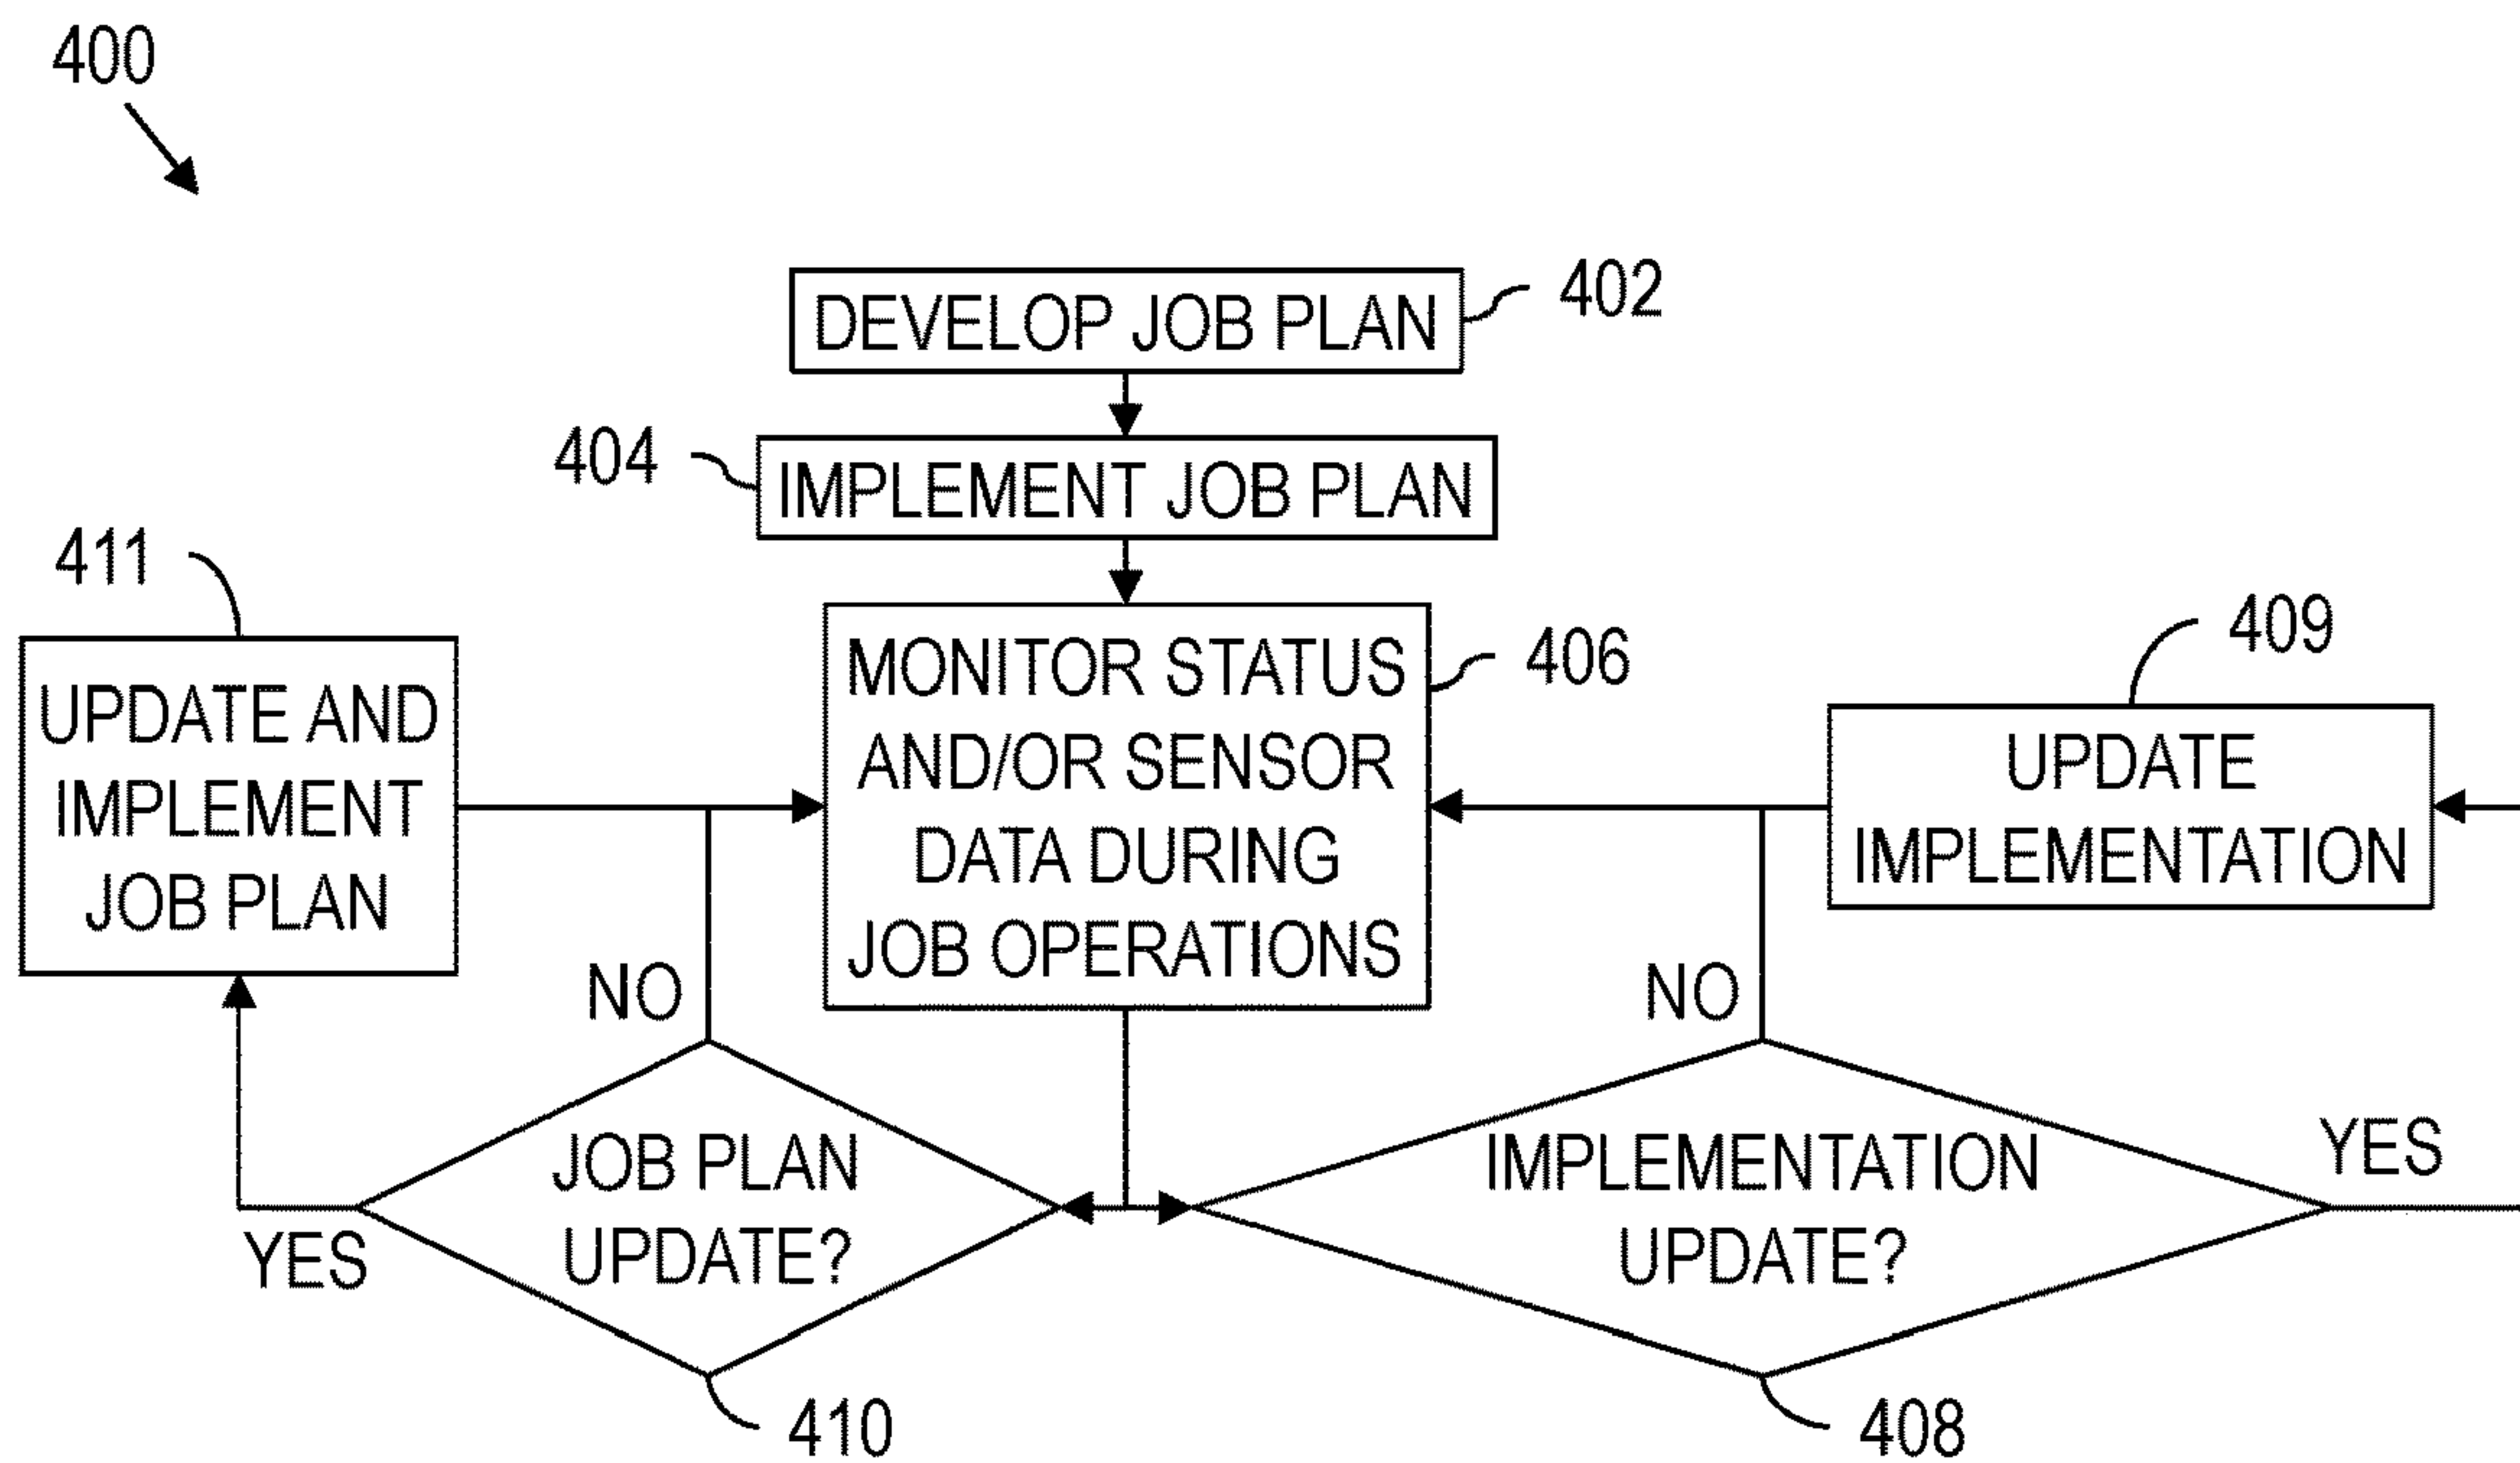 400
DEVELOP JOB PLAN
402
404
IMPLEMENT JOB PLAN
411
UPDATE AND
IMPLEMENT
JOB PLAN
MONITOR STATUS
AND/OR SENSOR
DATA DURING
JOB OPERATIONS
406
409
UPDATE
IMPLEMENTATION
NO
NO
JOB PLAN
UPDATE?
YES
410
IMPLEMENTATION
UPDATE?
YES
408